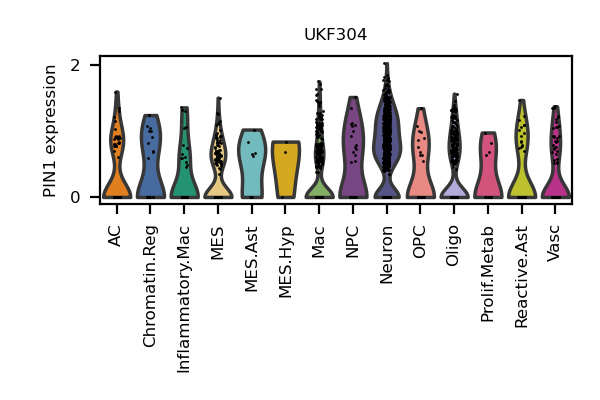 UKF304
PIN1 expression
2
0
AC
Chromatin.Reg
Inflammatory.Mac
MES
MES.Ast
MES.Hyp
Mac
NPC
Neuron
OPC
Oligo
Prolif.Metab
Reactive.Ast
Vasc